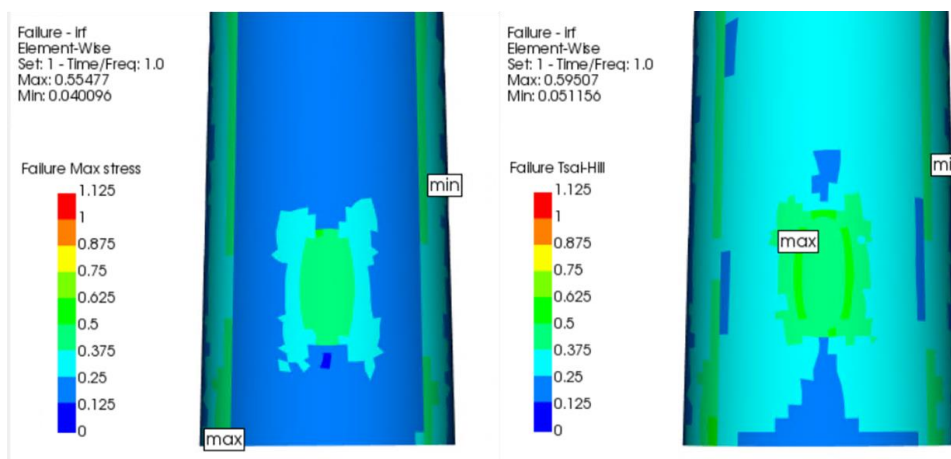 Failure - Irf
Element-Wise
Set: 1 - Time/Freq: 1.0
Max: 0.55477
Min: 0.040096
Failure Max stress
1.125
1
0.875
0.75
0.625
0.5
0.375
0.25
0.125
0
min
max
Failure - Irf
Element-Wise
Set: 1 - Time/Freq: 1.0
Max: 0.59507
Min: 0.051156
Failure Tsai-Hill
1.125
1
0.875
0.75
0.625
0.5
0.375
0.25
0.125
0
mi
max